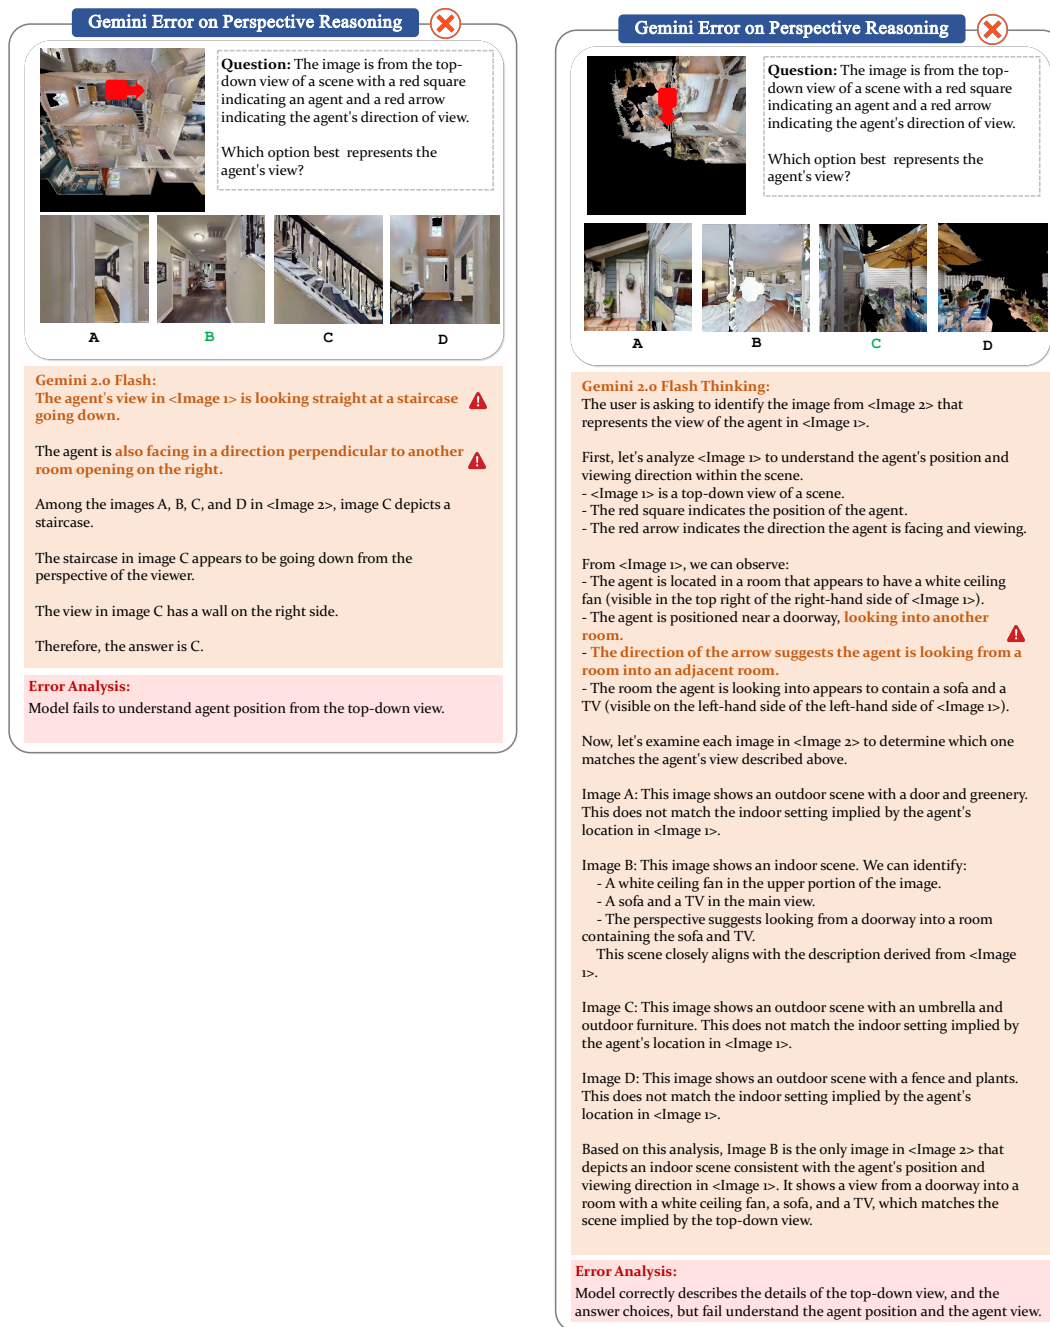 Gemini Error on Perspective Reasoning
Question: The image is from the top-
down view of a scene with a red square
indicating an agent and a red arrow
indicating the agent's direction of view.
Which option best represents the
agent's view?
A
B
C
D
Gemini 2.0 Flash:
The agent's view in <Image 1> is looking straight at a staircase
going down.
The agent is also facing in a direction perpendicular to another
room opening on the right.
Among the images A, B, C, and D in <Image 2>, image C depicts a
staircase.
The staircase in image C appears to be going down from the
perspective of the viewer.
The view in image C has a wall on the right side.
Therefore, the answer is C.
Error Analysis:
Model fails to understand agent position from the top-down view.
Gemini Error on Perspective Reasoning
Question: The image is from the top-
down view of a scene with a red square
indicating an agent and a red arrow
indicating the agent's direction of view.
Which option best represents the
agent's view?
A
B
C
D
Gemini 2.0 Flash Thinking:
The user is asking to identify the image from <Image 2> that
represents the view of the agent in <Image 1>.
First, let's analyze <Image 1> to understand the agent's position and
viewing direction within the scene.
- <Image 1> is a top-down view of a scene.
- The red square indicates the position of the agent.
- The red arrow indicates the direction the agent is facing and viewing.
From <Image 1>, we can observe:
- The agent is located in a room that appears to have a white ceiling
fan (visible in the top right of the right-hand side of <Image 1>).
- The agent is positioned near a doorway, looking into another
room.
- The direction of the arrow suggests the agent is looking from a
room into an adjacent room.
- The room the agent is looking into appears to contain a sofa and a
TV (visible on the left-hand side of the left-hand side of <Image 1>).
Now, let's examine each image in <Image 2> to determine which one
matches the agent's view described above.
Image A: This image shows an outdoor scene with a door and greenery.
This does not match the indoor setting implied by the agent's
location in <Image 1>.
Image B: This image shows an indoor scene. We can identify:
- A white ceiling fan in the upper portion of the image.
- A sofa and a TV in the main view.
- The perspective suggests looking from a doorway into a room
containing the sofa and TV.
This scene closely aligns with the description derived from <Image
1>.
Image C: This image shows an outdoor scene with an umbrella and
outdoor furniture. This does not match the indoor setting implied by
the agent's location in <Image 1>.
Image D: This image shows an outdoor scene with a fence and plants.
This does not match the indoor setting implied by the agent's
location in <Image 1>.
Based on this analysis, Image B is the only image in <Image 2> that
depicts an indoor scene consistent with the agent's position and
viewing direction in <Image 1>. It shows a view from a doorway into a
room with a white ceiling fan, a sofa, and a TV, which matches the
scene implied by the top-down view.
Error Analysis:
Model correctly describes the details of the top-down view, and the
answer choices, but fail understand the agent position and the agent view.